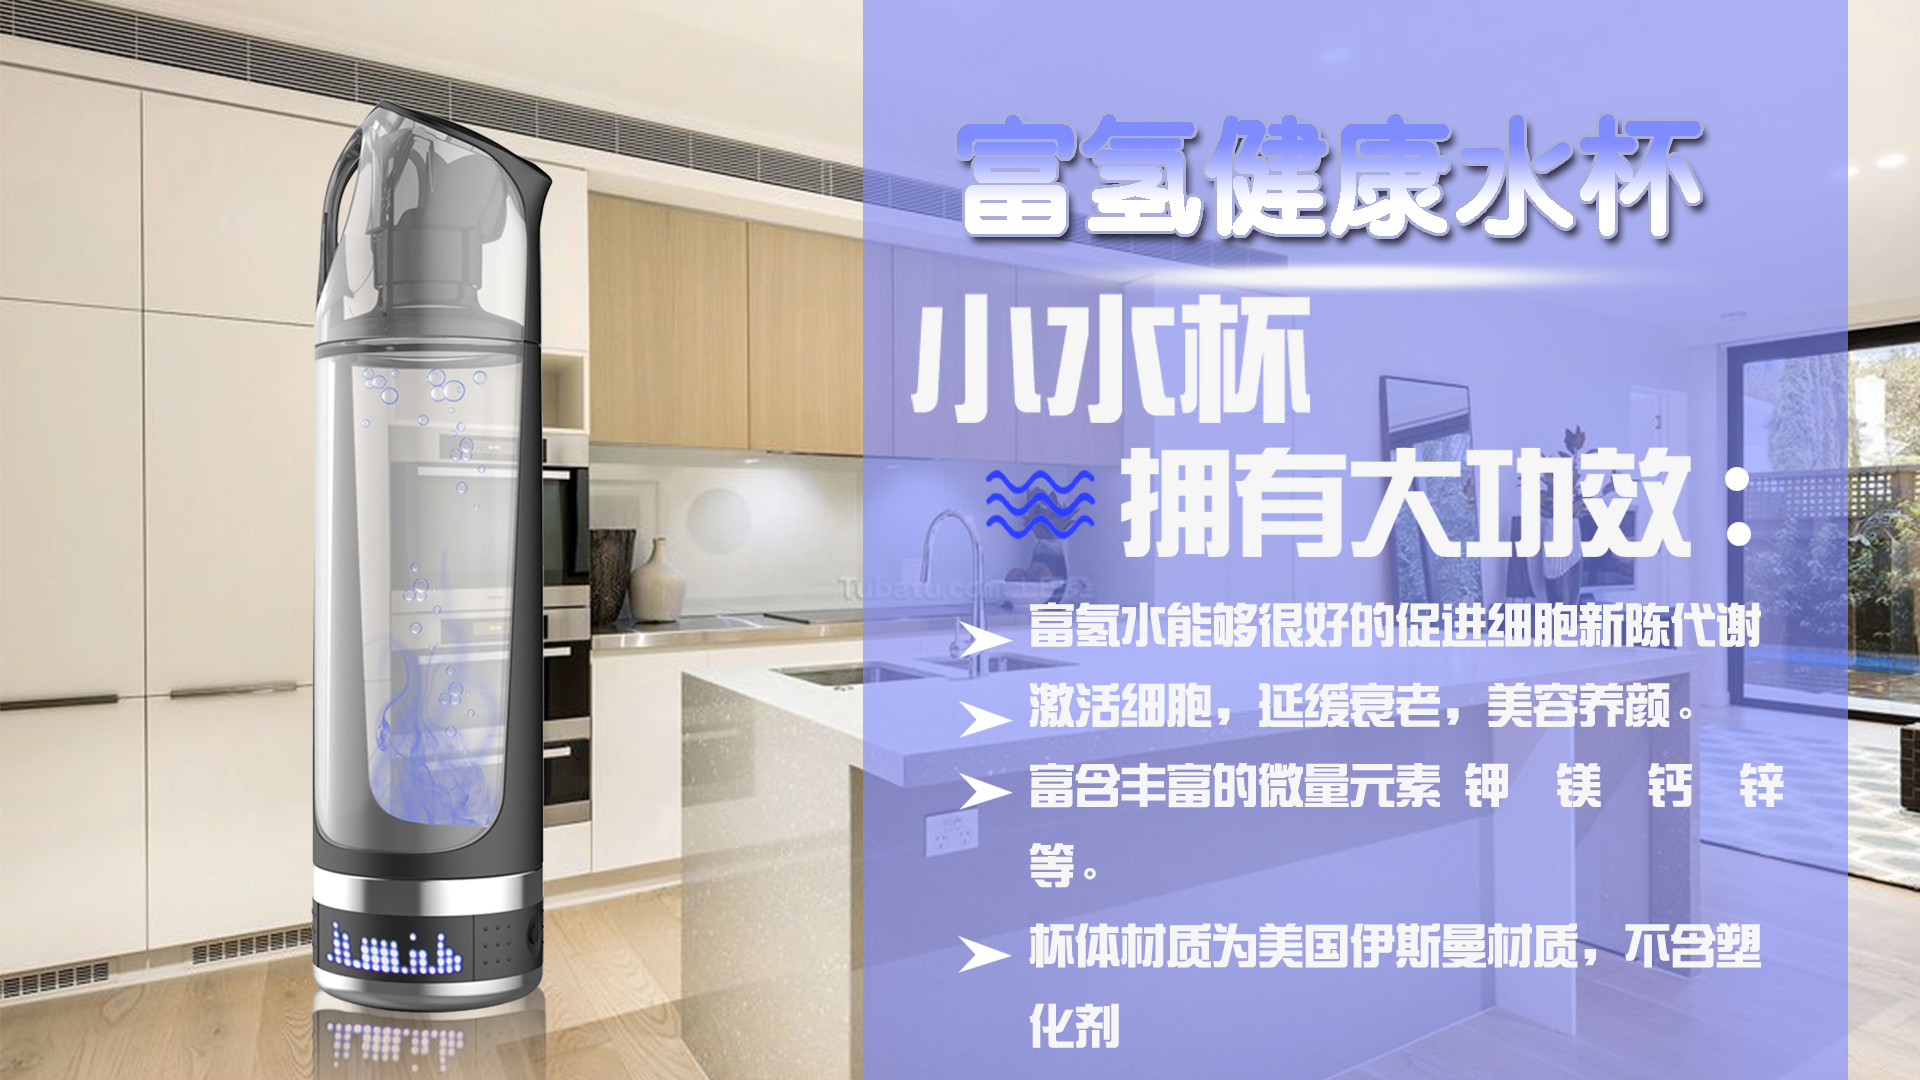 富氢健康水杯
小水杯
拥有大功效：
富氢水能够很好的促进细胞新陈代谢
激活细胞，延缓衰老，美容养颜。
富含丰富的微量元素 钾 镁 钙 锌
等。
杯体材质为美国伊斯曼材质，不含塑
化剂
Tubatu.com